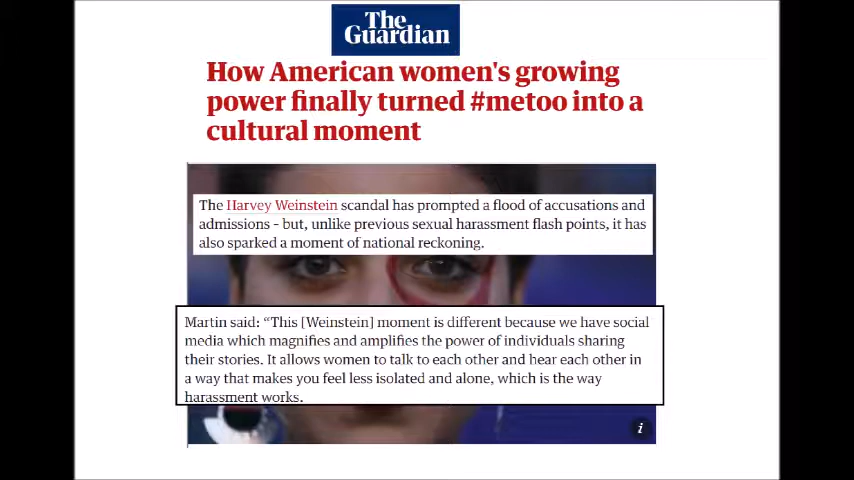 The
Guardian
How American women's growing
power finally turned #metoo into a
cultural moment
The Harvey Weinstein scandal has prompted a flood of accusations and
admissions – but, unlike previous sexual harassment flash points, it has
also sparked a moment of national reckoning.
Martin said: “This [Weinstein] moment is different because we have social
media which magnifies and amplifies the power of individuals sharing
their stories. It allows women to talk to each other and hear each other in
a way that makes you feel less isolated and alone, which is the way
harassment works.
i